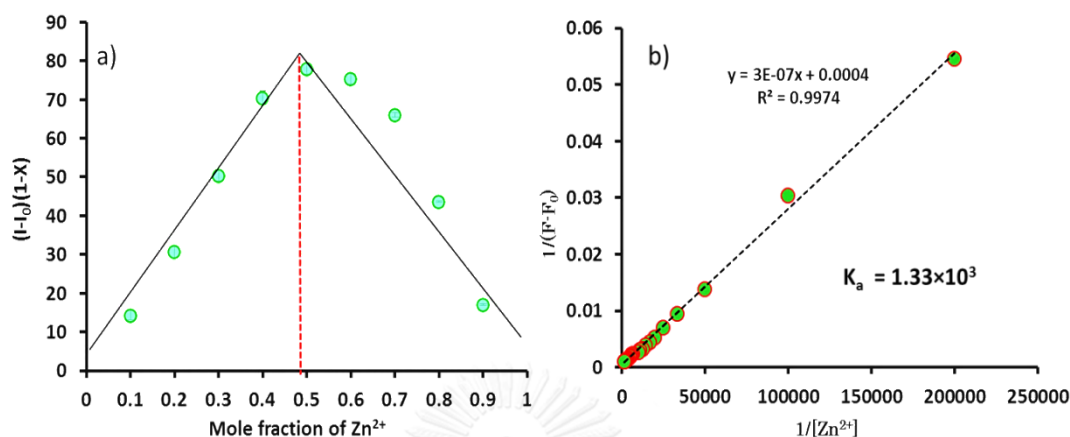 a)
(I-I₀)(1-X)
90
80
70
60
50
40
30
20
10
0
0 0.1 0.2 0.3 0.4 0.5 0.6 0.7 0.8 0.9 1
Mole fraction of Zn²⁺
b)
y = 3E-07x + 0.0004
R² = 0.9974
Kₐ = 1.33×10³
1/(F-F₀)
0.06
0.05
0.04
0.03
0.02
0.01
0
0 50000 100000 150000 200000 250000
1/[Zn²⁺]